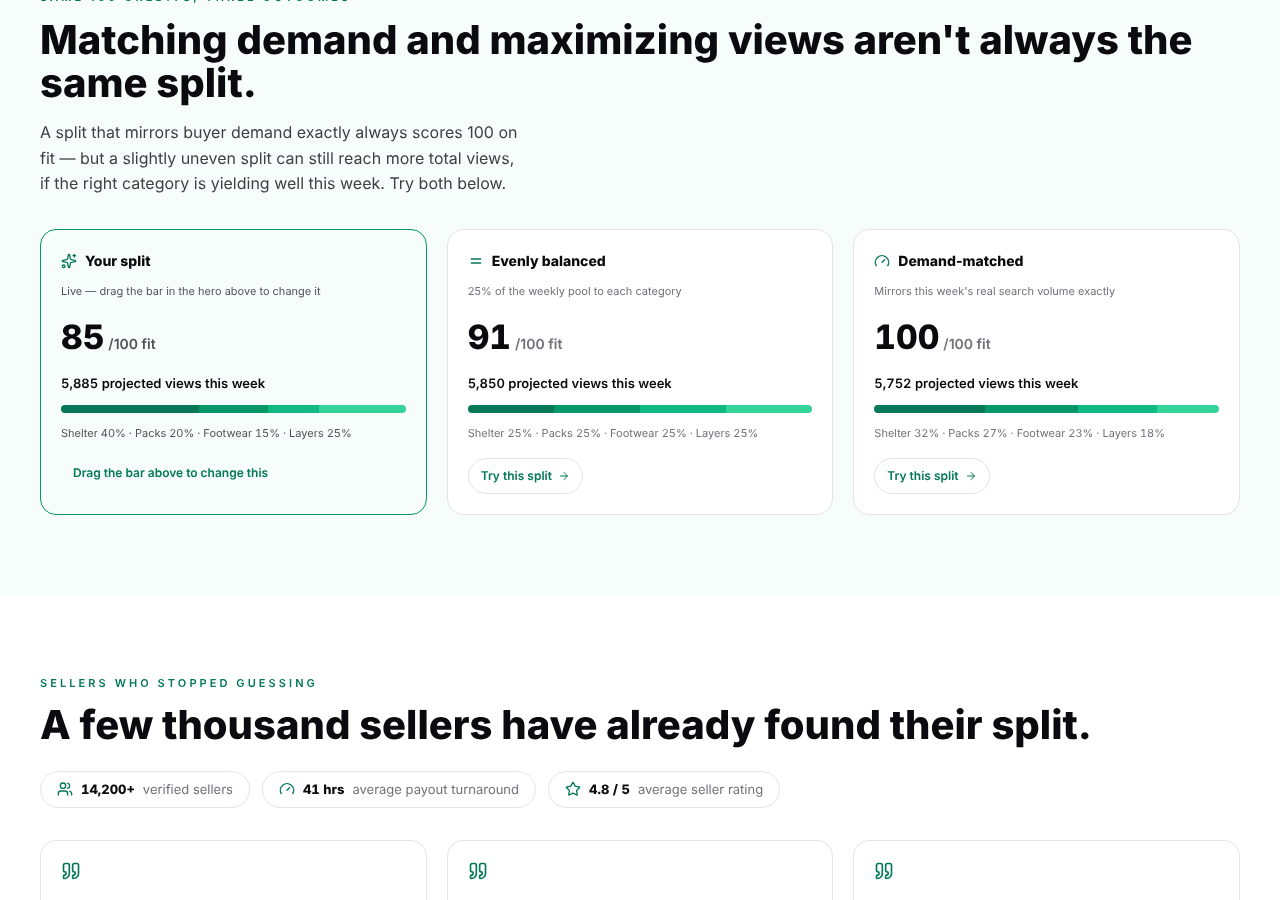 Matching demand and maximizing views aren't always the
same split.
A split that mirrors buyer demand exactly always scores 100 on
fit — but a slightly uneven split can still reach more total views,
if the right category is yielding well this week. Try both below.
Your split
Live — drag the bar in the hero above to change it
85 /100 fit
5,885 projected views this week
Shelter 40% · Packs 20% · Footwear 15% · Layers 25%
Drag the bar above to change this
Evenly balanced
25% of the weekly pool to each category
91 /100 fit
5,850 projected views this week
Shelter 25% · Packs 25% · Footwear 25% · Layers 25%
Try this split →
Demand-matched
Mirrors this week's real search volume exactly
100 /100 fit
5,752 projected views this week
Shelter 32% · Packs 27% · Footwear 23% · Layers 18%
Try this split →
SELLERS WHO STOPPED GUESSING
A few thousand sellers have already found their split.
14,200+ verified sellers
41 hrs average payout turnaround
4.8 / 5 average seller rating